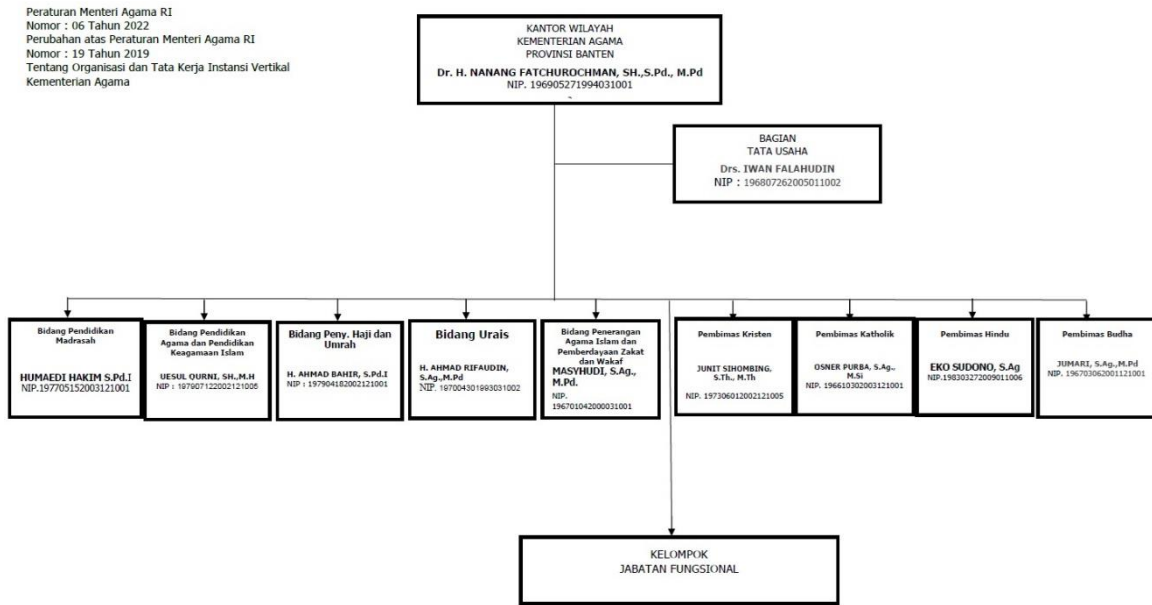 Peraturan Menteri Agama RI
Nomor : 06 Tahun 2022
Perubahan atas Peraturan Menteri Agama RI
Nomor : 19 Tahun 2019
Tentang Organisasi dan Tata Kerja Instansi Vertikal
Kementerian Agama
KANTOR WILAYAH
KEMENTERIAN AGAMA
PROVINSI BANTEN
Dr. H. NANANG FATCHUROCHMAN, SH.,S.Pd., M.Pd
NIP. 196905271994031001
-
BAGIAN
TATA USAHA
Drs. IWAN FALAHUDIN
NIP : 196807262005011002
Bidang Pendidikan
Madrasah
HUMAEDI HAKIM S.Pd.I
NIP.197705152003121001
Bidang Pendidikan
Agama dan Pendidikan
Keagamaan Islam
UESUL QURNI, SH.,M.H
NIP : 197907122002121005
Bidang Peny. Haji dan
Umrah
H. AHMAD BAHIR, S.Pd.I
NIP : 197904182002121001
Bidang Urais
H. AHMAD RIFAUDIN,
S.Ag.,M.Pd
NIP. 197004301993031002
Bidang Penerangan
Agama Islam dan
Pemberdayaan Zakat
dan Wakaf
MASYHUDI, S.Ag.,
M.Pd.
NIP.
196701042000031001
Pembimas Kristen
JUNIT SIHOMBING,
S.Th., M.Th
NIP. 197306012002121005
Pembimas Katholik
OSNER PURBA, S.Ag.,
M.Si
NIP. 196610302003121001
Pembimas Hindu
EKO SUDONO, S.Ag
NIP.198303272009011006
Pembimas Budha
JUMARI, S.Ag.,M.Pd
NIP. 196703062001121001
KELOMPOK
JABATAN FUNGSIONAL